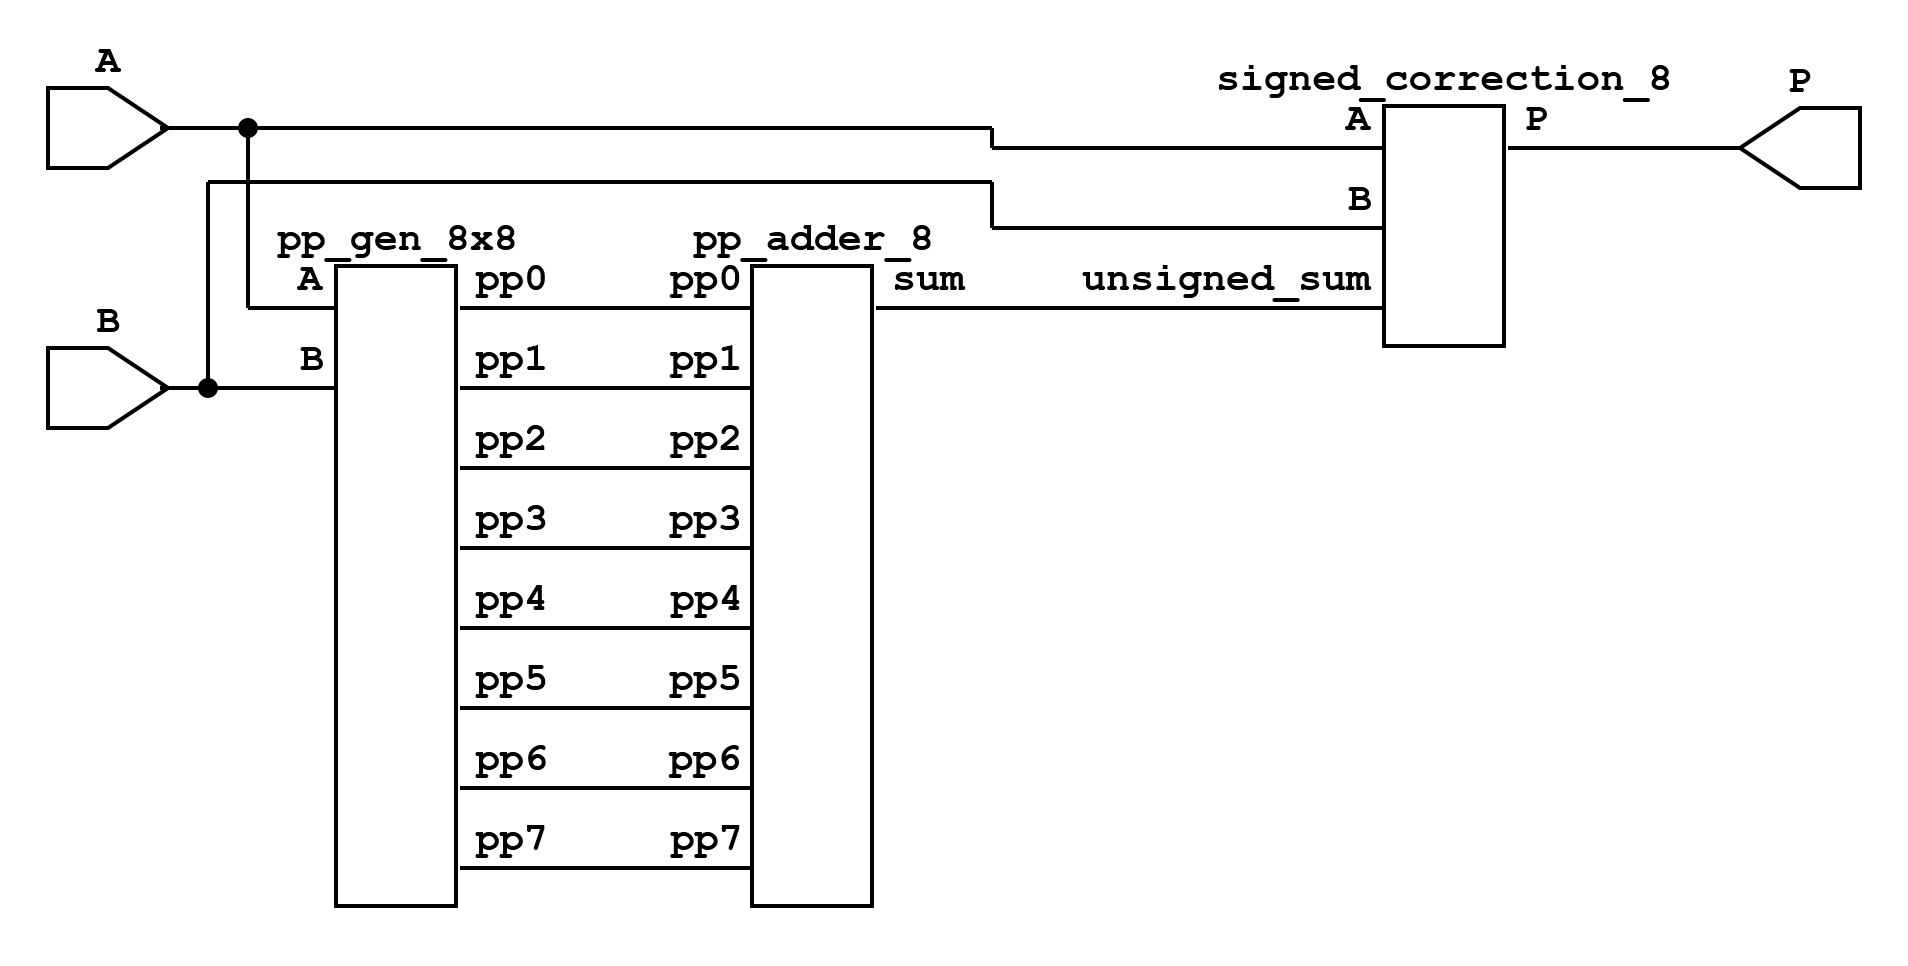 A
signed_correction_8
P
A
P
B
pp_gen_8x8
pp_adder_8
A
pp0
pp0
sum
unsigned_sum
B
B
pp1
pp1
pp2
pp2
pp3
pp3
pp4
pp4
pp5
pp5
pp6
pp6
pp7
pp7